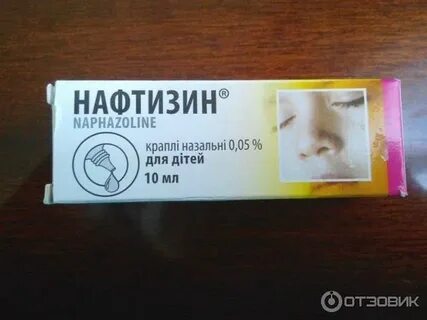 НАФТИЗИН®
NAPHAZOLINE
краплі назальні 0,05 %
для дітей
10 мл
ОТЗОВИК